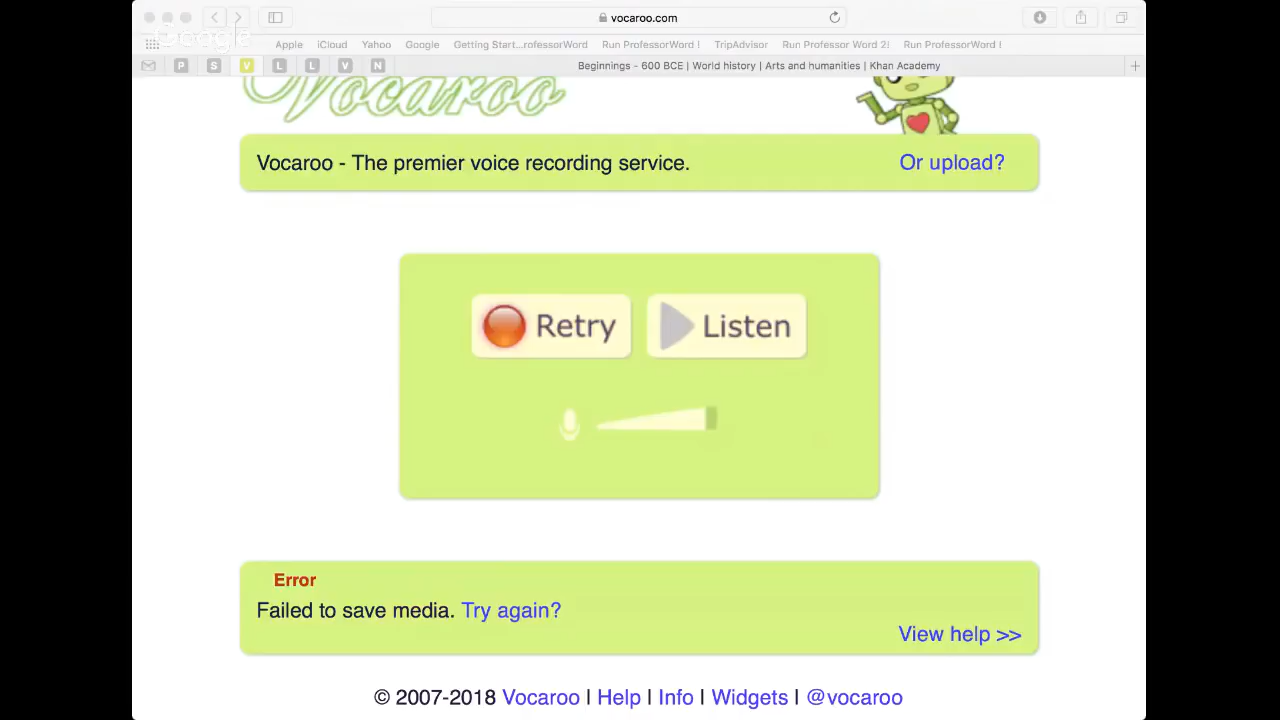 vocaroo.com
Google
Apple iCloud Yahoo Google Getting Start...rofessorWord Run ProfessorWord ! TripAdvisor Run Professor Word 2! Run ProfessorWord !
P S V L L V N Beginnings - 600 BCE | World history | Arts and humanities | Khan Academy
Vocaroo
Vocaroo - The premier voice recording service. Or upload?
Retry Listen
Error
Failed to save media. Try again?
View help >>
© 2007-2018 Vocaroo | Help | Info | Widgets | @vocaroo